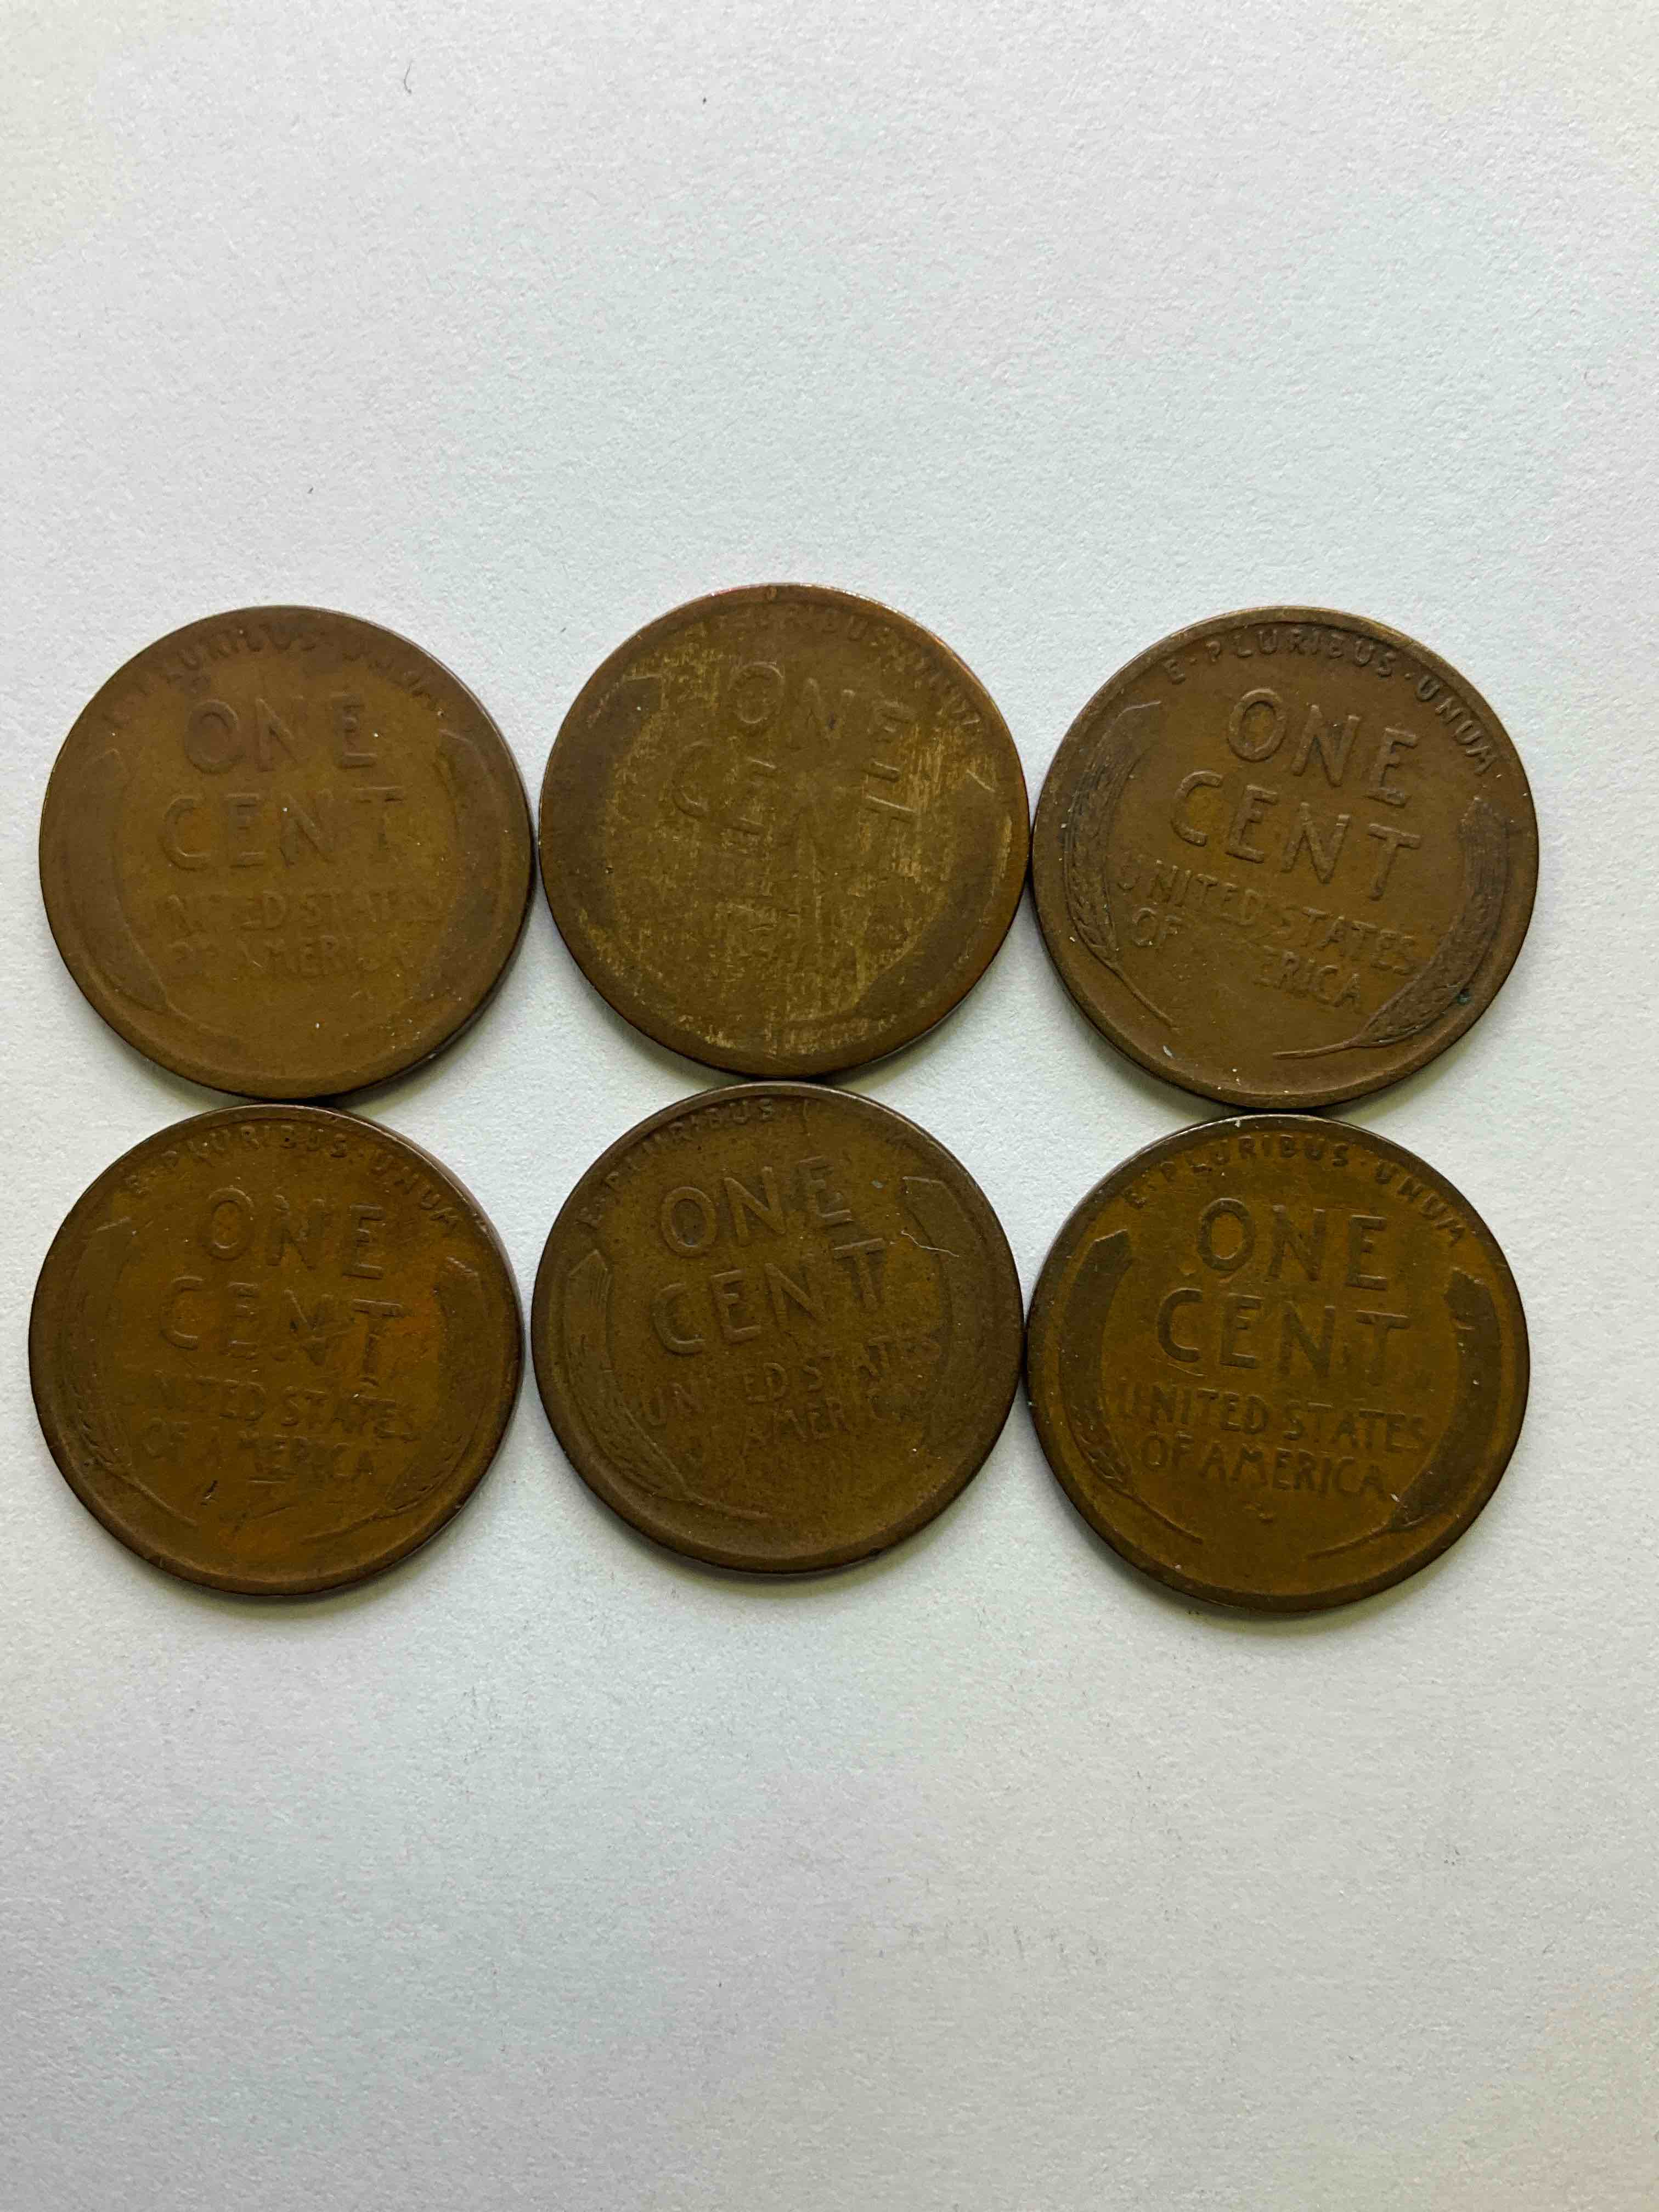 PLURIBUS · UNUM
ONE
CENT
UNITED STATES
OF AMERICA
PLURIBUS · UNUM
ONE
CENT
E · PLURIBUS · UNUM
ONE
CENT
UNITED STATES
OF AMERICA
E · PLURIBUS · UNUM
ONE
CENT
UNITED STATES
OF AMERICA
E · PLURIBUS
ONE
CENT
UNITED STATES
AMERICA
E · PLURIBUS · UNUM
ONE
CENT
UNITED STATES
OF AMERICA